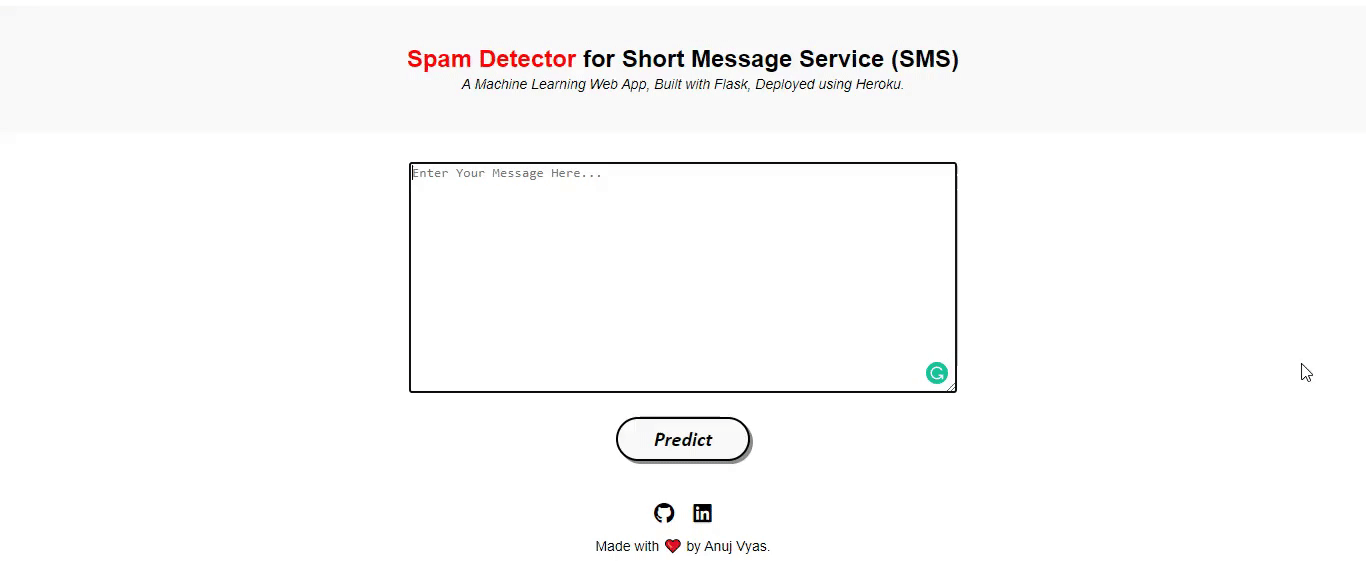 Spam Detector for Short Message Service (SMS)
A Machine Learning Web App, Built with Flask, Deployed using Heroku.
Enter Your Message Here...
Predict
Made with ❤ by Anuj Vyas.